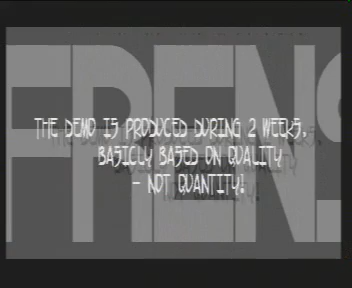 FRENS
THE DEMO IS PRODUCED DURING 2 WEEKS,
BASICLY BASED ON QUALITY
- NOT QUANTITY!